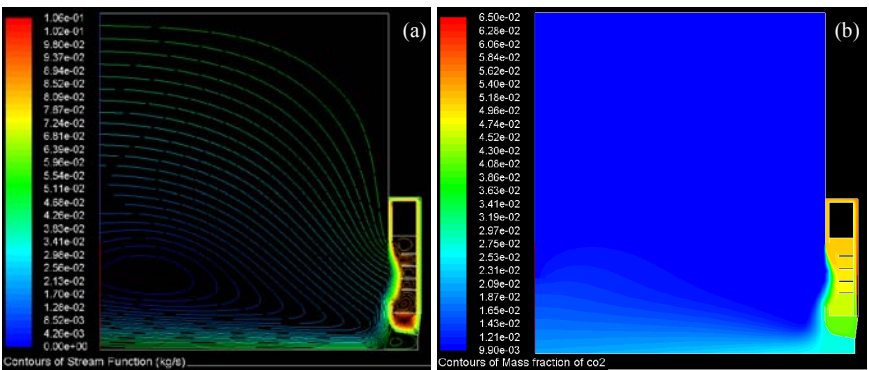 (a)
1.06e-01
1.02e-01
9.80e-02
9.37e-02
8.94e-02
8.52e-02
8.09e-02
7.67e-02
7.24e-02
6.81e-02
6.39e-02
5.96e-02
5.54e-02
5.11e-02
4.68e-02
4.26e-02
3.83e-02
3.41e-02
2.98e-02
2.56e-02
2.13e-02
1.70e-02
1.28e-02
8.52e-03
4.26e-03
0.00e+00
Contours of Stream Function (kg/s)
(b)
6.50e-02
6.28e-02
6.06e-02
5.84e-02
5.62e-02
5.40e-02
5.18e-02
4.96e-02
4.74e-02
4.52e-02
4.30e-02
4.08e-02
3.86e-02
3.63e-02
3.41e-02
3.19e-02
2.97e-02
2.75e-02
2.53e-02
2.31e-02
2.09e-02
1.87e-02
1.65e-02
1.43e-02
1.21e-02
9.90e-03
Contours of Mass fraction of co2